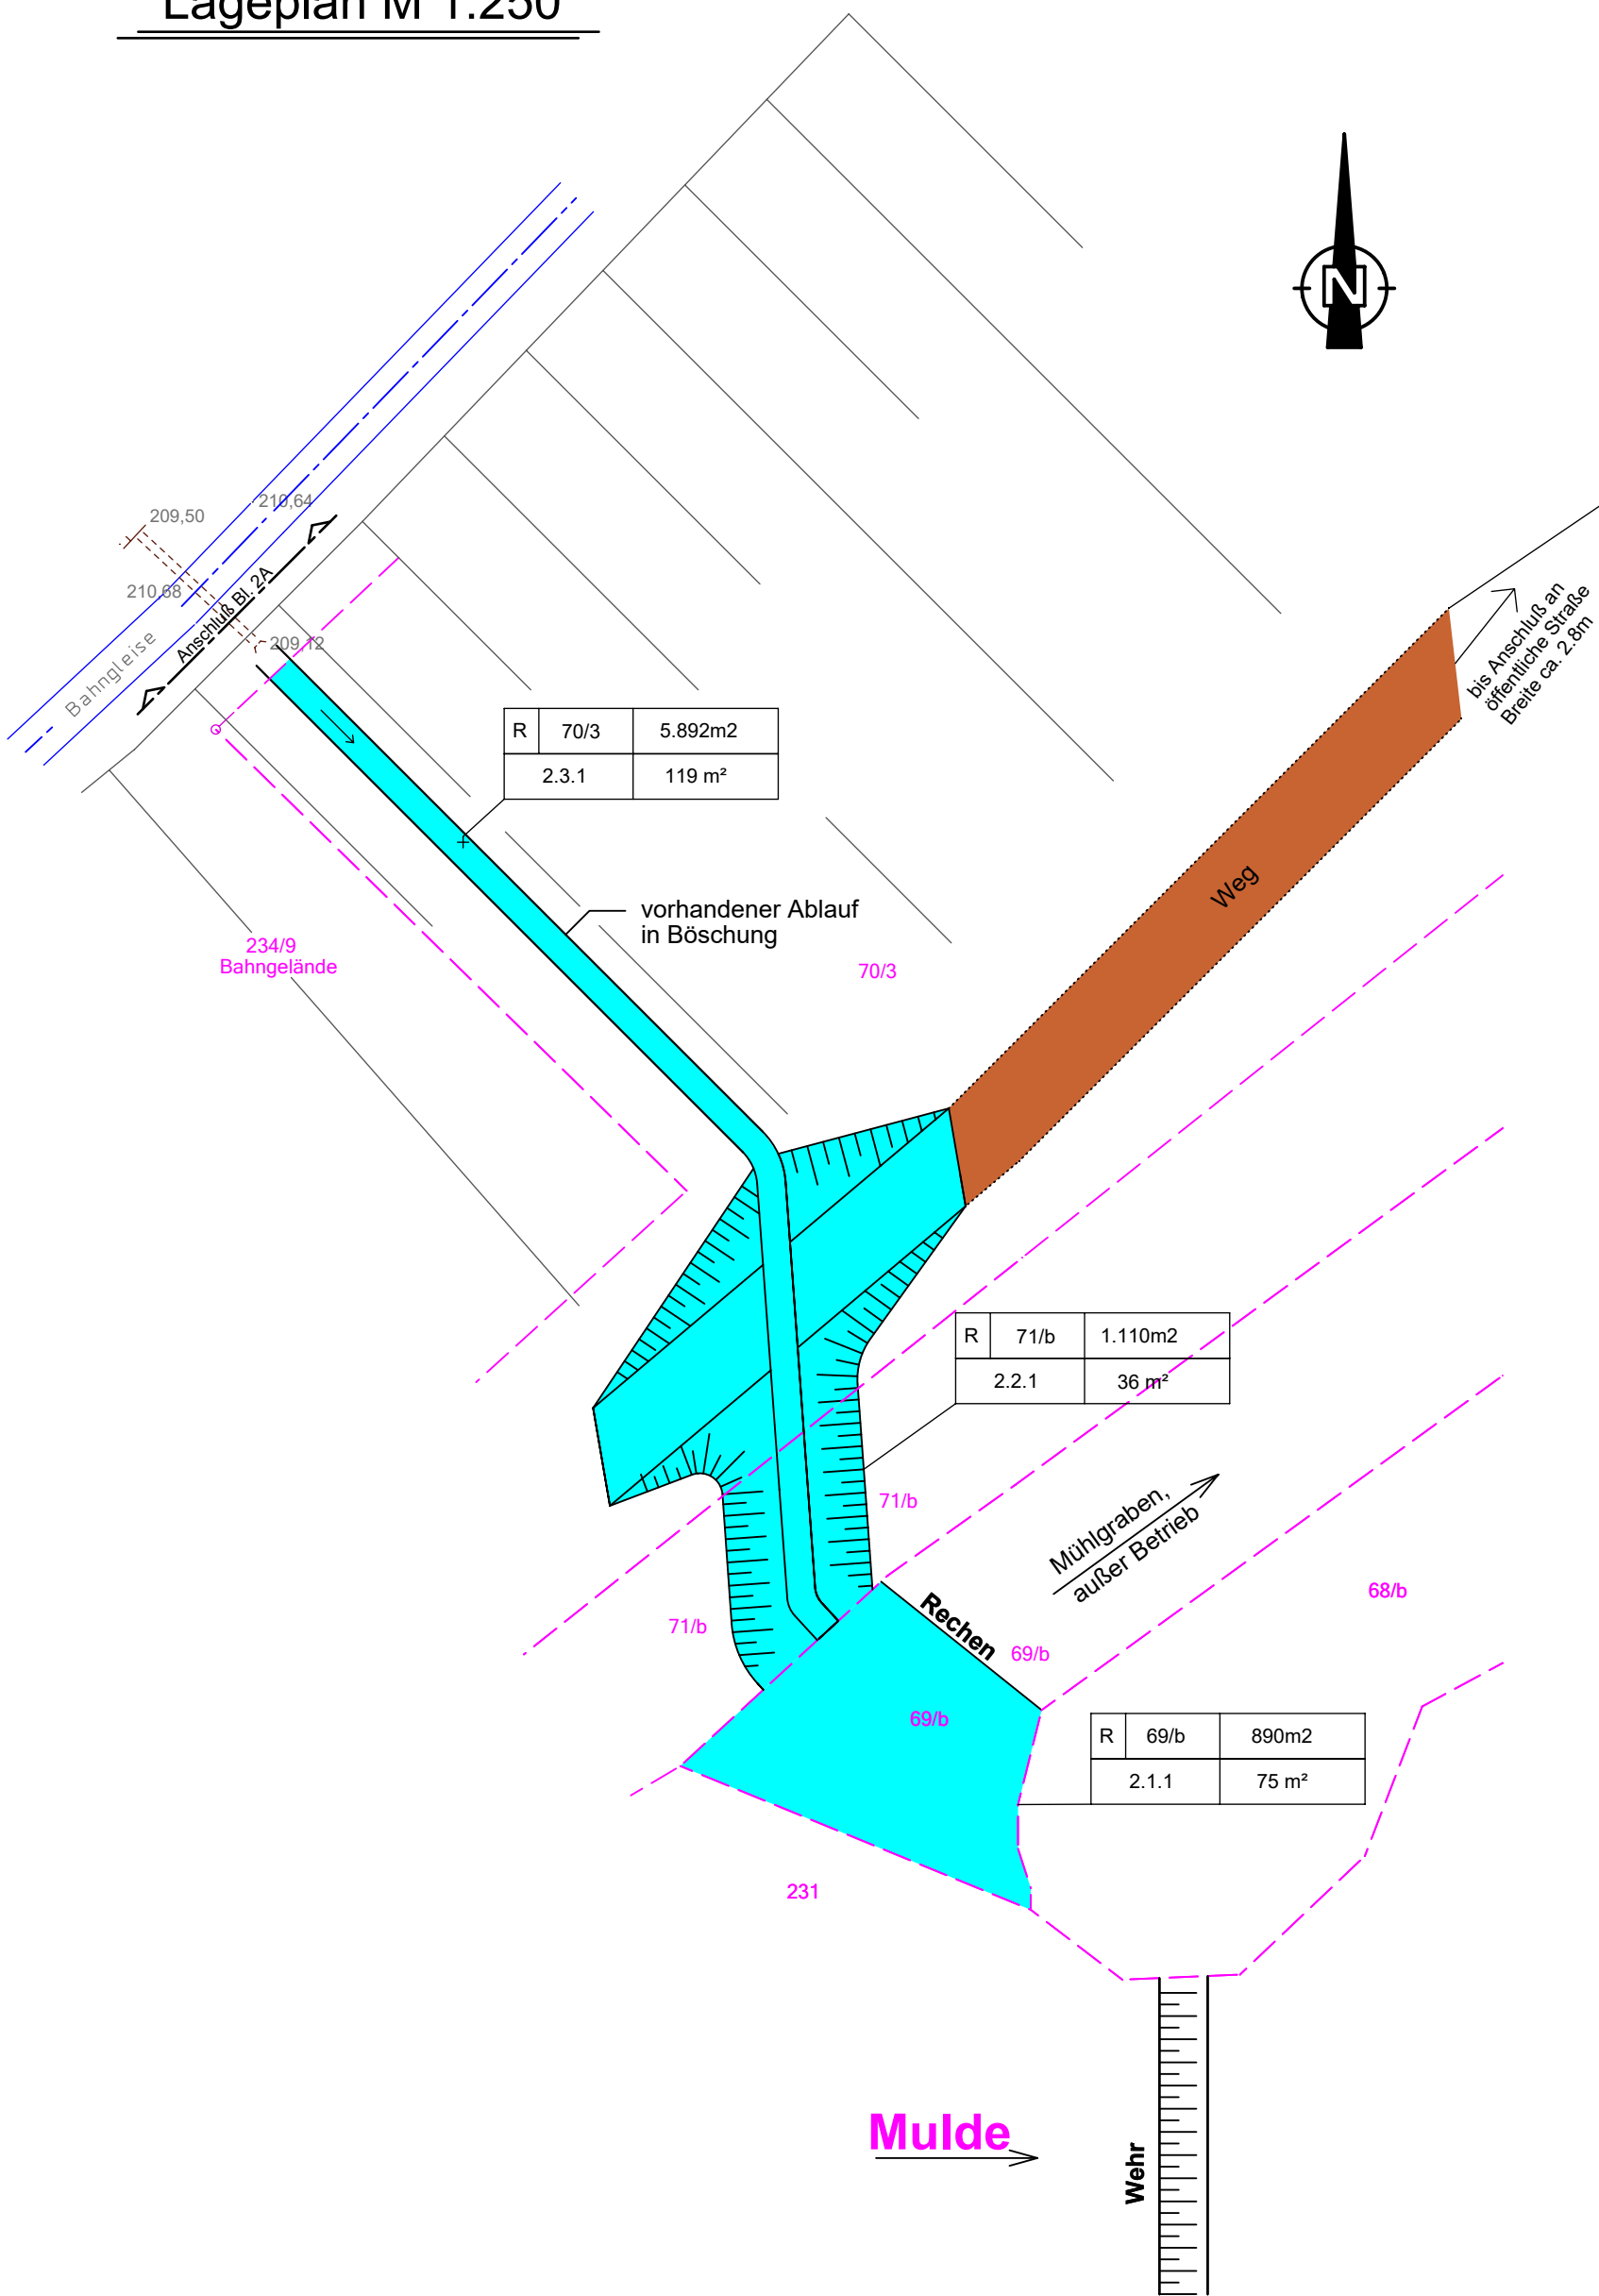 Lageplan M 1:250
N
209,50
210,64
210,68
Anschluß Bl. 2A
Bahngleise
209,12
bis Anschluß an
öffentliche Straße
Breite ca. 2.8m
R 70/3 5.892m2
2.3.1 119 m²
Weg
vorhandener Ablauf
in Böschung
234/9
Bahngelände
70/3
R 71/b 1.110m2
2.2.1 36 m²
71/b
Mühlgraben,
außer Betrieb
68/b
Rechen
71/b
69/b
69/b
R 69/b 890m2
2.1.1 75 m²
231
Mulde
Wehr